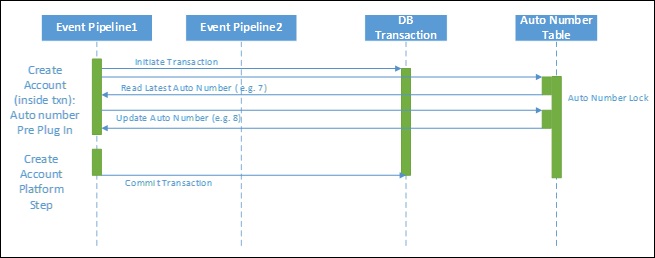 Event Pipeline1
Event Pipeline2
DB
Transaction
Auto Number
Table
Initiate Transaction
Create
Account
(inside txn):
Auto number
Pre Plug In
Read Latest Auto Number ( e.g. 7)
Auto Number Lock
Update Auto Number (e.g. 8)
Create
Account
Platform
Step
Commit Transaction